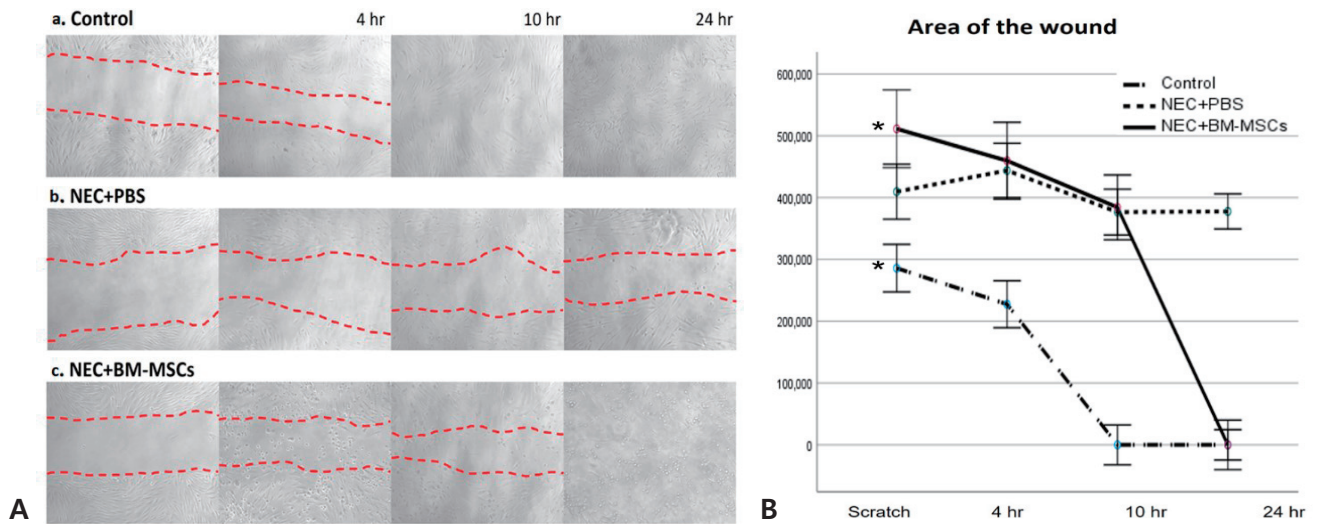 a. Control 4 hr 10 hr 24 hr
b. NEC+PBS
c. NEC+BM-MSCs
A
Area of the wound
Control
NEC+PBS
NEC+BM-MSCs
600,000
500,000
*
400,000
300,000
*
200,000
100,000
0
Scratch 4 hr 10 hr 24 hr
B